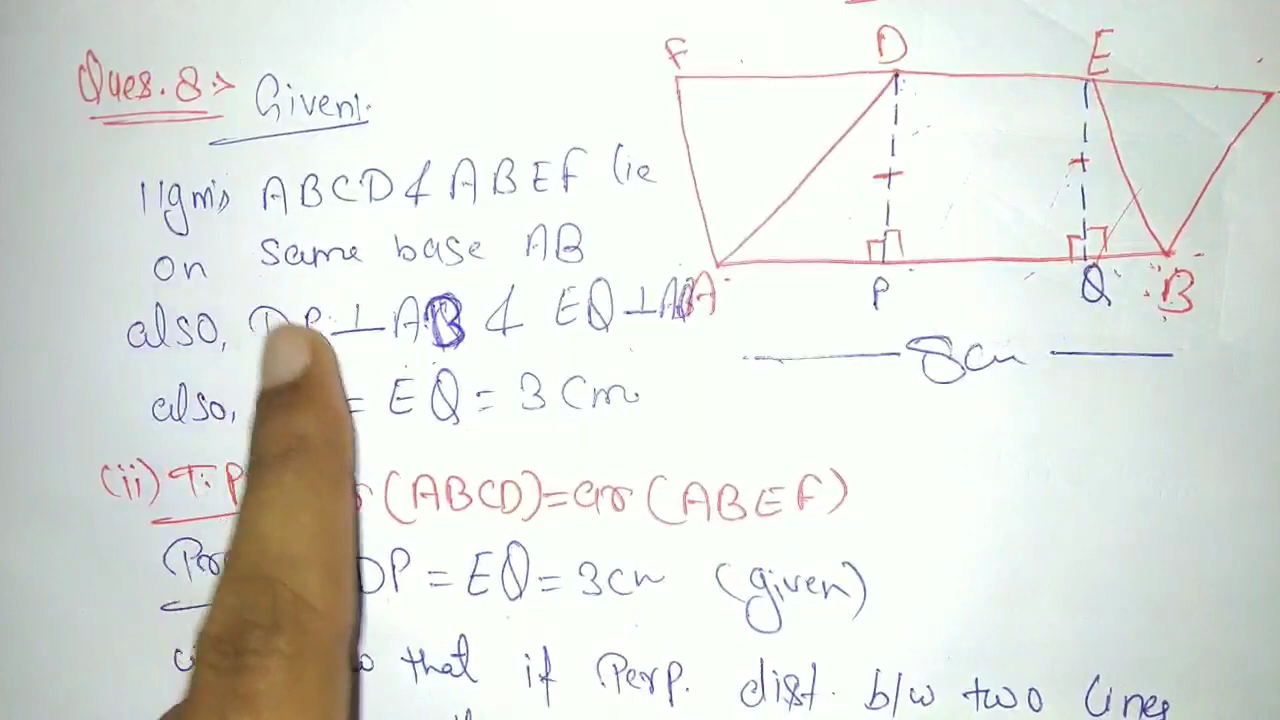 Ques. 8:> Given:
||gm's ABCD & ABEF lie
on same base AB
also, DP ⊥ AB & EQ ⊥ AB
also, = EQ = 3 cm
(ii) T.P (ABCD) = ar (ABEF)
DP = EQ = 3cm (given)
that if Perp. dist. b/w two lines
F D E
A P Q B
8cm